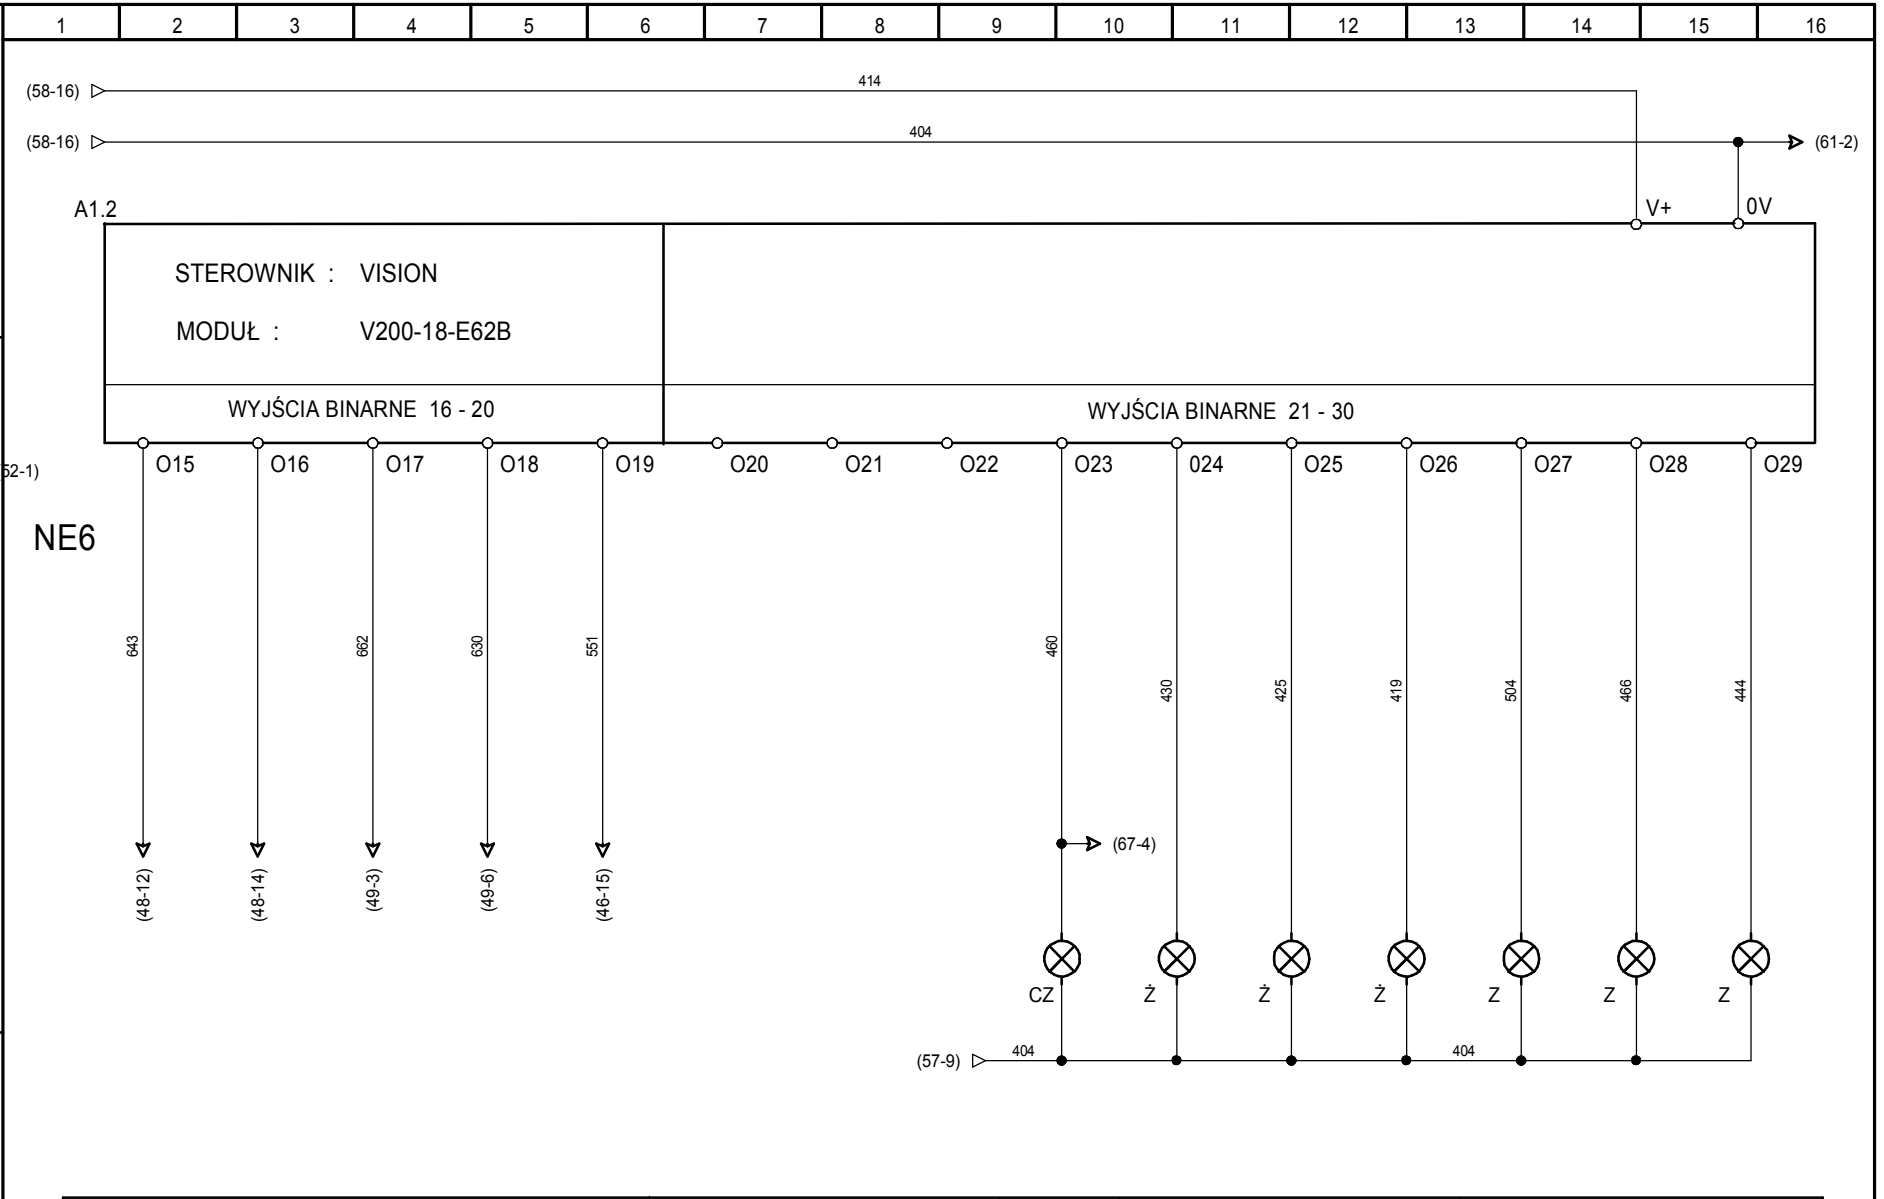 1 2 3 4 5 6 7 8 9 10 11 12 13 14 15 16
(58-16) 414
(58-16) 404 (61-2)
A1.2 V+ 0V
STEROWNIK : VISION
MODUŁ : V200-18-E62B
WYJŚCIA BINARNE 16 - 20 WYJŚCIA BINARNE 21 - 30
O15 O16 O17 O18 O19 O20 O21 O22 O23 024 O25 O26 O27 O28 O29
52-1)
NE6
643 662 630 551 460
430 425 419 504 466 444
(67-4)
(48-12) (48-14) (49-3) (49-6) (46-15)
CZ Ż Ż Ż Z Z Z
(57-9) 404 404